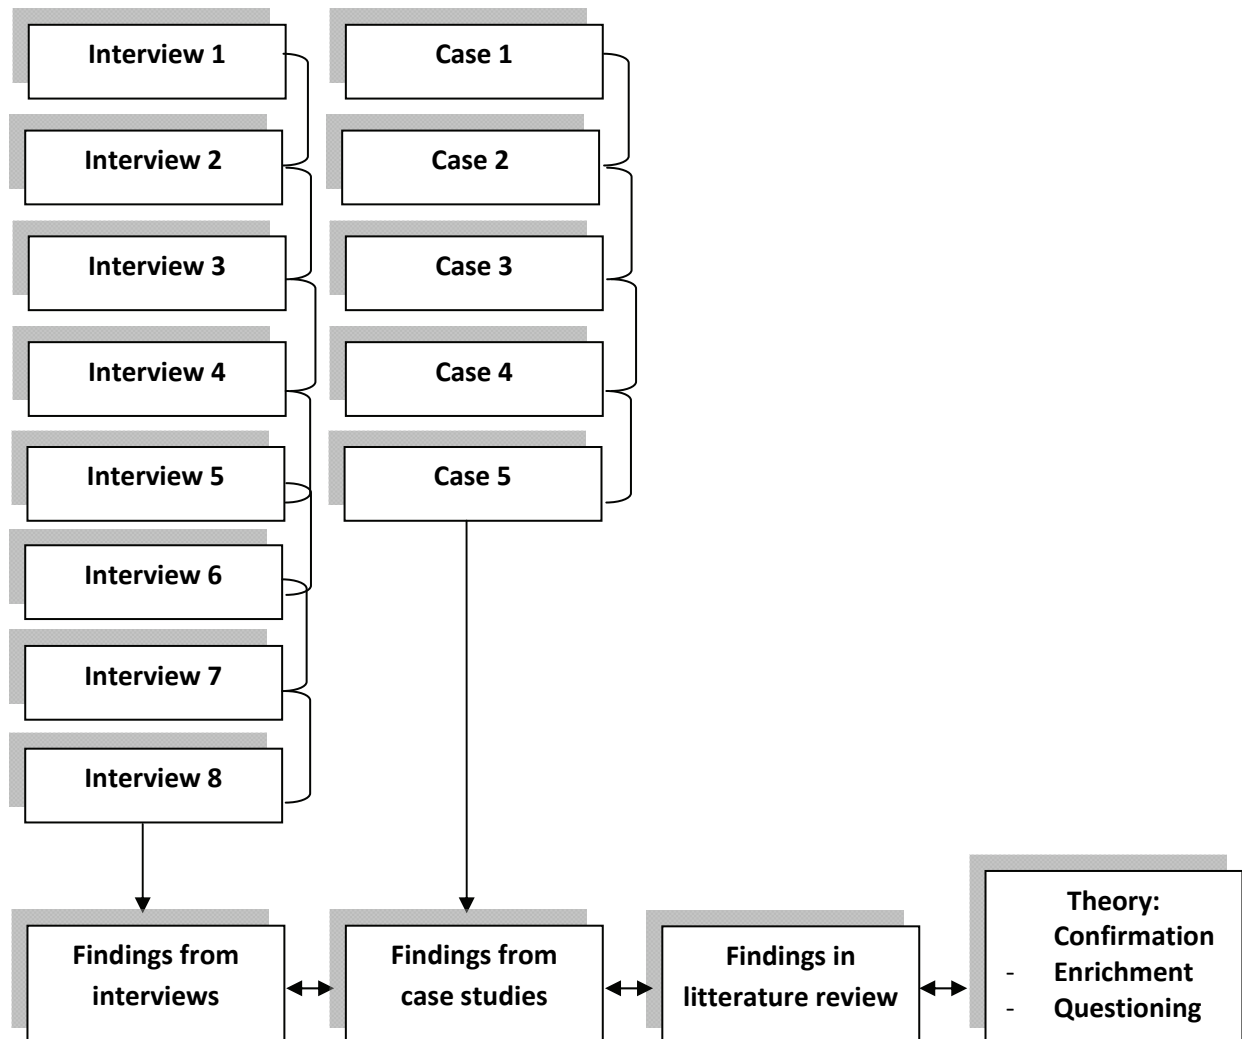 Interview 1
Interview 2
Interview 3
Interview 4
Interview 5
Interview 6
Interview 7
Interview 8
Case 1
Case 2
Case 3
Case 4
Case 5
Findings from
interviews
Findings from
case studies
Findings in
litterature review
Theory:
Confirmation
- Enrichment
- Questioning